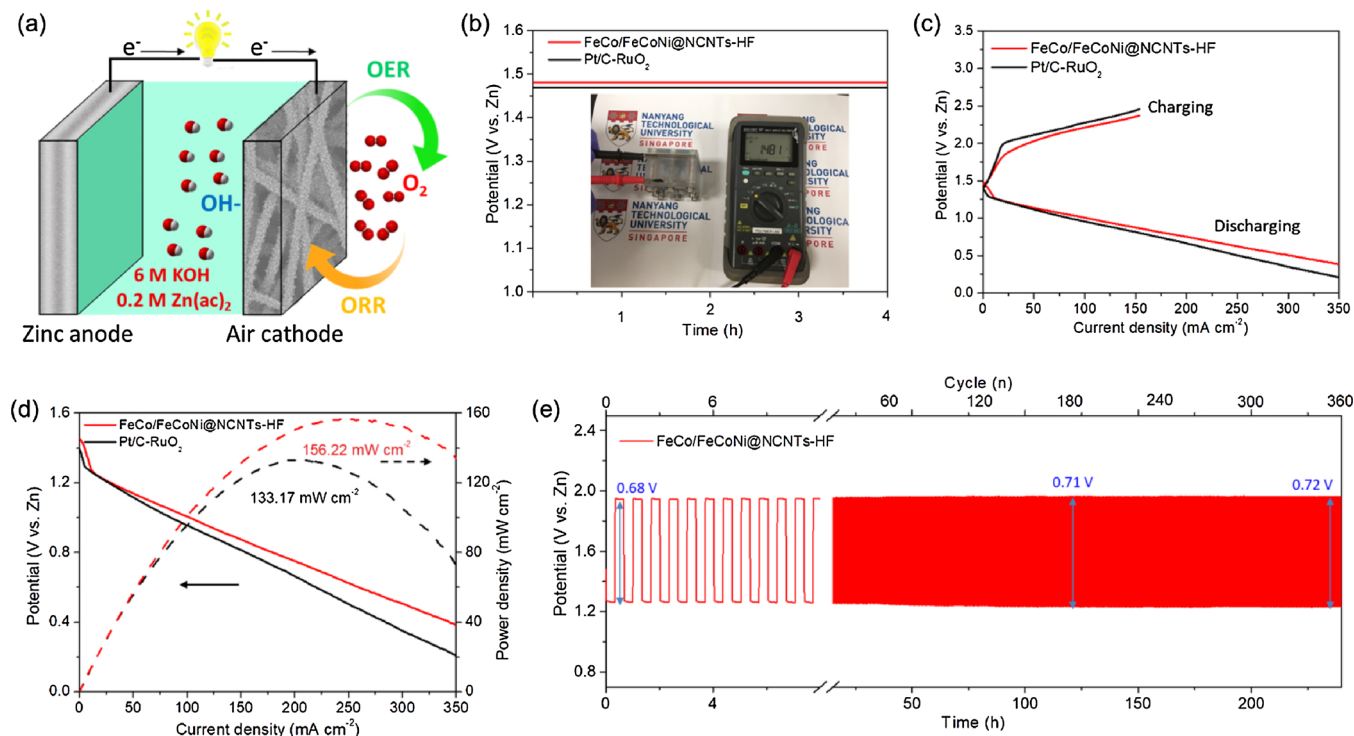 (a)
e-
e-
OER
O2
OH-
6 M KOH
0.2 M Zn(ac)2
ORR
Zinc anode
Air cathode
(b)
1.6
1.5
1.4
1.3
1.2
1.1
1.0
Potential (V vs. Zn)
FeCo/FeCoNi@NCNTs-HF
Pt/C-RuO2
NANYANG
TECHNOLOGICAL
UNIVERSITY
SINGAPORE
NANYANG
TECHNOLOGICAL
UNIVERSITY
SINGAPORE
1481
1
2
3
4
Time (h)
(c)
3.5
3.0
2.5
2.0
1.5
1.0
0.5
0.0
Potential (V vs. Zn)
FeCo/FeCoNi@NCNTs-HF
Pt/C-RuO2
Charging
Discharging
0
50
100
150
200
250
300
350
Current density (mA cm-2)
(d)
1.6
1.2
0.8
0.4
0.0
Potential (V vs. Zn)
FeCo/FeCoNi@NCNTs-HF
Pt/C-RuO2
156.22 mW cm-2
133.17 mW cm-2
160
120
80
40
0
Power density (mW cm-2)
0
50
100
150
200
250
300
350
Current density (mA cm-2)
(e)
Cycle (n)
0
6
60
120
180
240
300
360
2.4
2.0
1.6
1.2
0.8
Potential (V vs. Zn)
FeCo/FeCoNi@NCNTs-HF
0.68 V
0.71 V
0.72 V
0
4
50
100
150
200
Time (h)